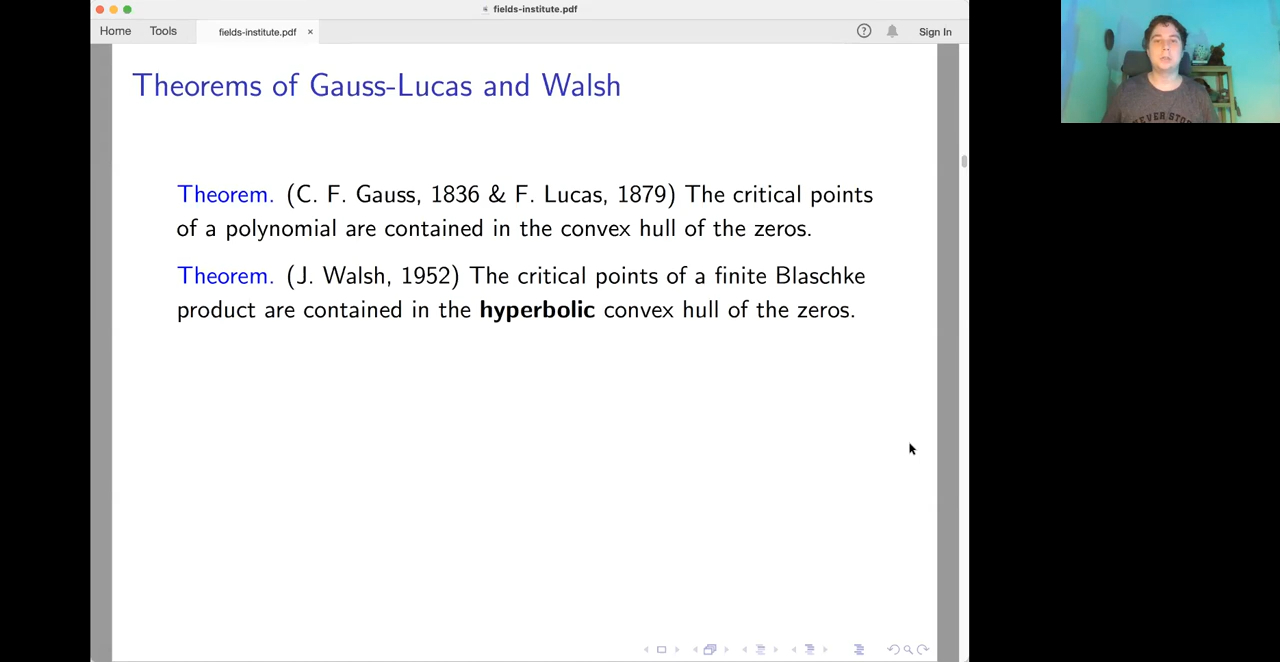 fields-institute.pdf
Home Tools fields-institute.pdf × Sign In
Theorems of Gauss-Lucas and Walsh
Theorem. (C. F. Gauss, 1836 & F. Lucas, 1879) The critical points
of a polynomial are contained in the convex hull of the zeros.
Theorem. (J. Walsh, 1952) The critical points of a finite Blaschke
product are contained in the hyperbolic convex hull of the zeros.